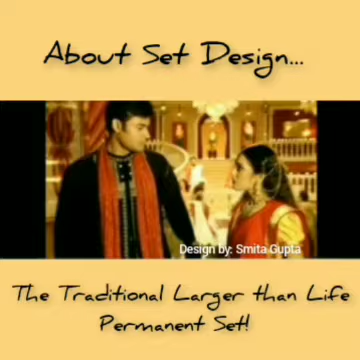 About Set Design...
Design by: Smita Gupta
The Traditional Larger than Life
Permanent Set!